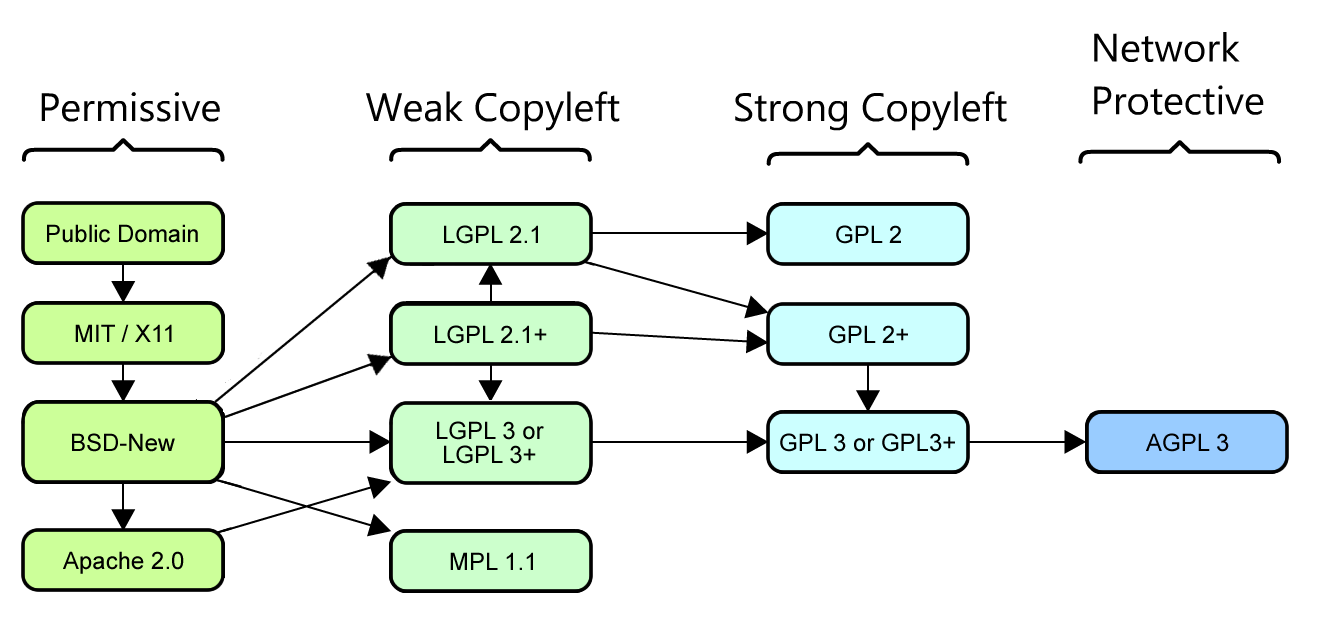 Network
Protective
Permissive
Weak Copyleft
Strong Copyleft
Public Domain
LGPL 2.1
GPL 2
MIT / X11
LGPL 2.1+
GPL 2+
BSD-New
LGPL 3 or
LGPL 3+
GPL 3 or GPL3+
AGPL 3
Apache 2.0
MPL 1.1